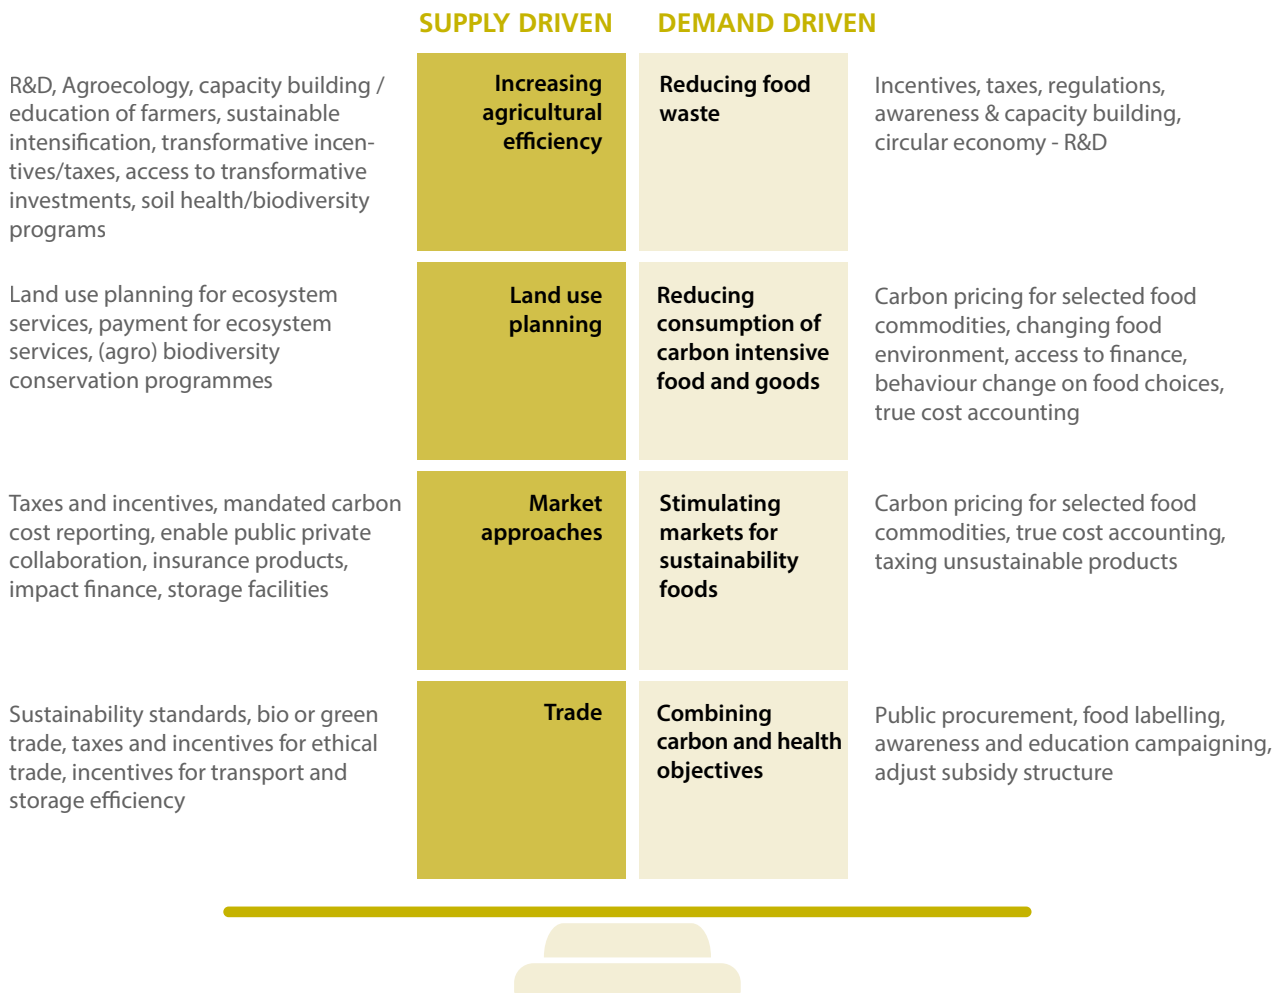 SUPPLY DRIVEN
DEMAND DRIVEN
R&D, Agroecology, capacity building /
education of farmers, sustainable
intensification, transformative incen-
tives/taxes, access to transformative
investments, soil health/biodiversity
programs
Increasing
agricultural
efficiency
Reducing food
waste
Incentives, taxes, regulations,
awareness & capacity building,
circular economy - R&D
Land use planning for ecosystem
services, payment for ecosystem
services, (agro) biodiversity
conservation programmes
Land use
planning
Reducing
consumption of
carbon intensive
food and goods
Carbon pricing for selected food
commodities, changing food
environment, access to finance,
behaviour change on food choices,
true cost accounting
Taxes and incentives, mandated carbon
cost reporting, enable public private
collaboration, insurance products,
impact finance, storage facilities
Market
approaches
Stimulating
markets for
sustainability
foods
Carbon pricing for selected food
commodities, true cost accounting,
taxing unsustainable products
Sustainability standards, bio or green
trade, taxes and incentives for ethical
trade, incentives for transport and
storage efficiency
Trade
Combining
carbon and health
objectives
Public procurement, food labelling,
awareness and education campaigning,
adjust subsidy structure